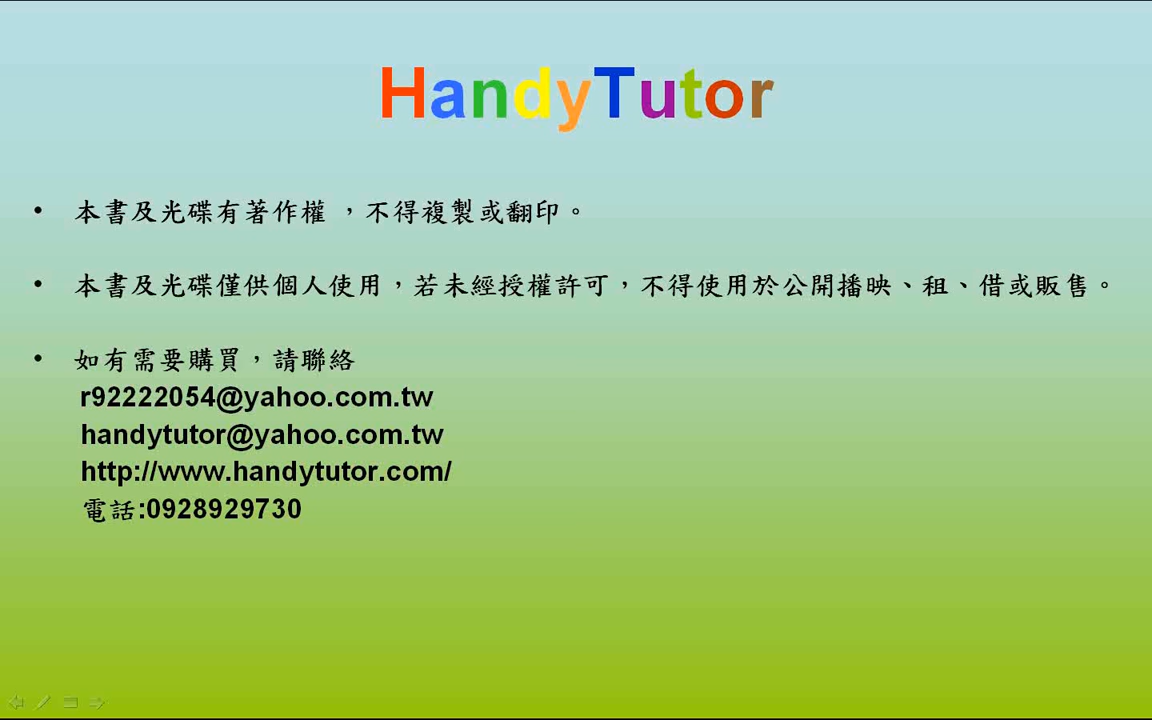 HandyTutor
• 本書及光碟有著作權 ，不得複製或翻印。
• 本書及光碟僅供個人使用，若未經授權許可，不得使用於公開播映、租、借或販售。
• 如有需要購買，請聯絡
r92222054@yahoo.com.tw
handytutor@yahoo.com.tw
http://www.handytutor.com/
電話:0928929730